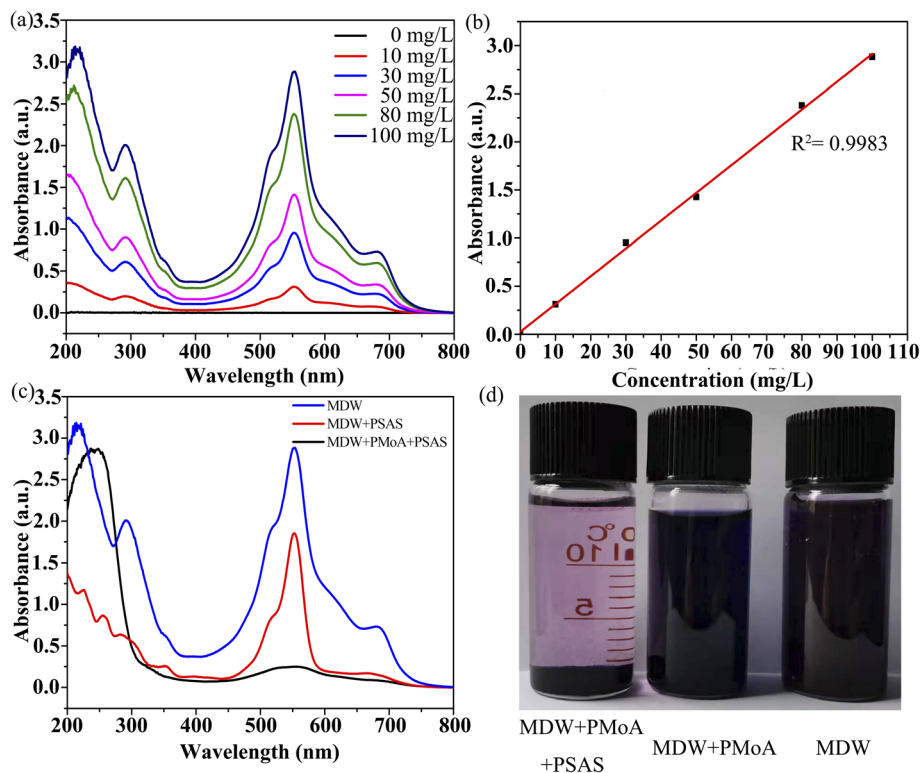 (a)
3.5
3.0
2.5
2.0
1.5
1.0
0.5
0.0
Absorbance (a.u.)
200 300 400 500 600 700 800
Wavelength (nm)
0 mg/L
10 mg/L
30 mg/L
50 mg/L
80 mg/L
100 mg/L
(b)
3.0
2.5
2.0
1.5
1.0
0.5
0.0
Absorbance (a.u.)
R²= 0.9983
0 10 20 30 40 50 60 70 80 90 100 110
Concentration (mg/L)
(c)
3.5
3.0
2.5
2.0
1.5
1.0
0.5
0.0
Absorbance (a.u.)
MDW
MDW+PSAS
MDW+PMoA+PSAS
200 300 400 500 600 700 800
Wavelength (nm)
(d)
10
5
MDW+PMoA
+PSAS
MDW+PMoA
MDW